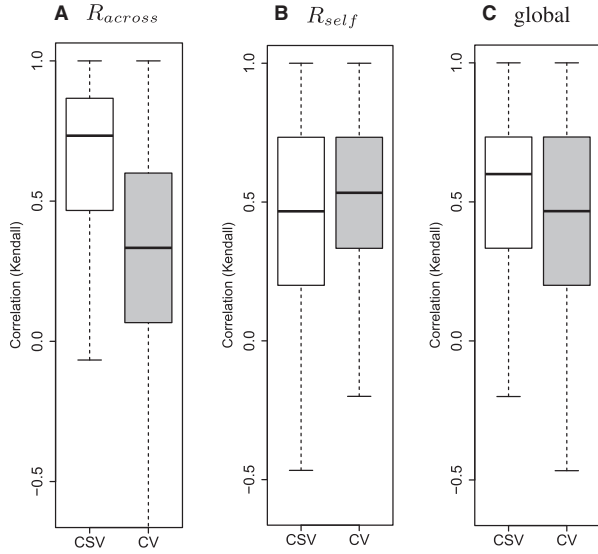 A R_across
B R_self
C global
Correlation (Kendall)
1.0
0.5
0.0
−0.5
CSV CV
Correlation (Kendall)
1.0
0.5
0.0
−0.5
CSV CV
Correlation (Kendall)
1.0
0.5
0.0
−0.5
CSV CV